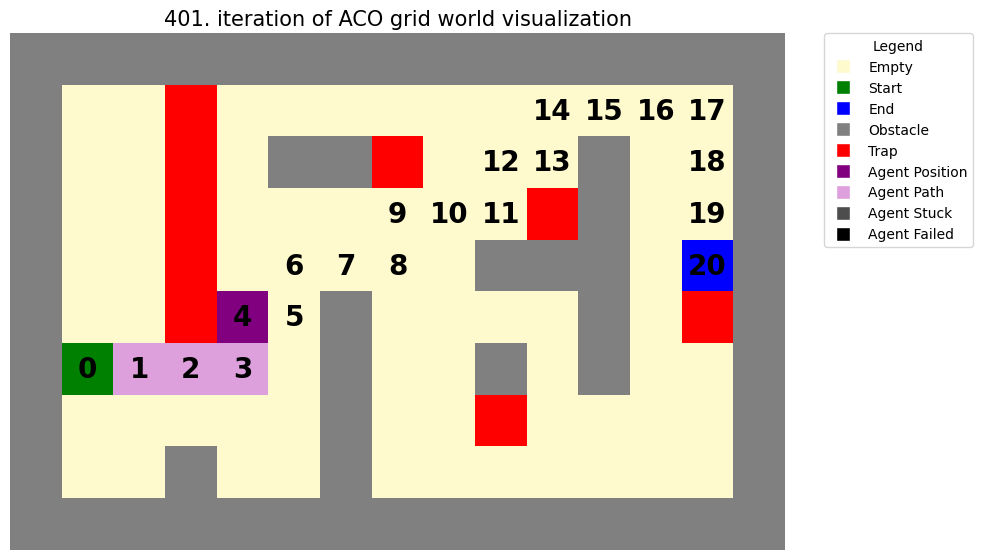 401. iteration of ACO grid world visualization
14 15 16 17
12 13 18
9 10 11 19
6 7 8 20
4 5
0 1 2 3
Legend
Empty
Start
End
Obstacle
Trap
Agent Position
Agent Path
Agent Stuck
Agent Failed